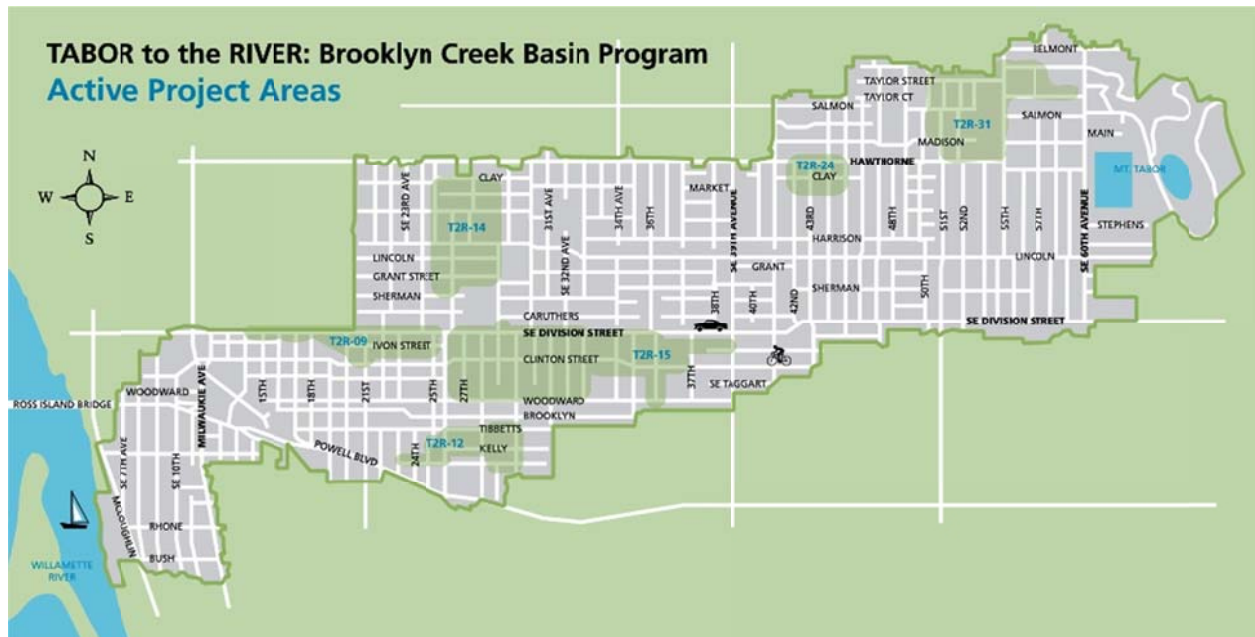 TABOR to the RIVER: Brooklyn Creek Basin Program
Active Project Areas
N
W
E
S
BELMONT
TAYLOR STREET
TAYLOR CT
SALMON
SALMON
T2R-31
MAIN
MADISON
HAWTHORNE
T2R-24
CLAY
MT. TABOR
CLAY
MARKET
SE 23RD AVE
T2R-14
31ST AVE
34TH AVE
36TH
SE 39TH AVENUE
43RD
48TH
51ST
52ND
55TH
57TH
SE 60TH AVENUE
STEPHENS
HARRISON
LINCOLN
LINCOLN
SE 32ND AVE
GRANT
GRANT STREET
SHERMAN
SHERMAN
38TH
40TH
42ND
50TH
CARUTHERS
SE DIVISION STREET
SE DIVISION STREET
T2R-09
IVON STREET
CLINTON STREET
T2R-15
15TH
18TH
21ST
25TH
27TH
37TH
SE TAGGART
WOODWARD
WOODWARD
ROSS ISLAND BRIDGE
MILWAUKIE AVE
BROOKLYN
TIBBETTS
T2R-12
KELLY
24TH
POWELL BLVD
SE 7TH AVE
SE 10TH
MCLOUGHLIN
RHONE
BUSH
WILLAMETTE
RIVER